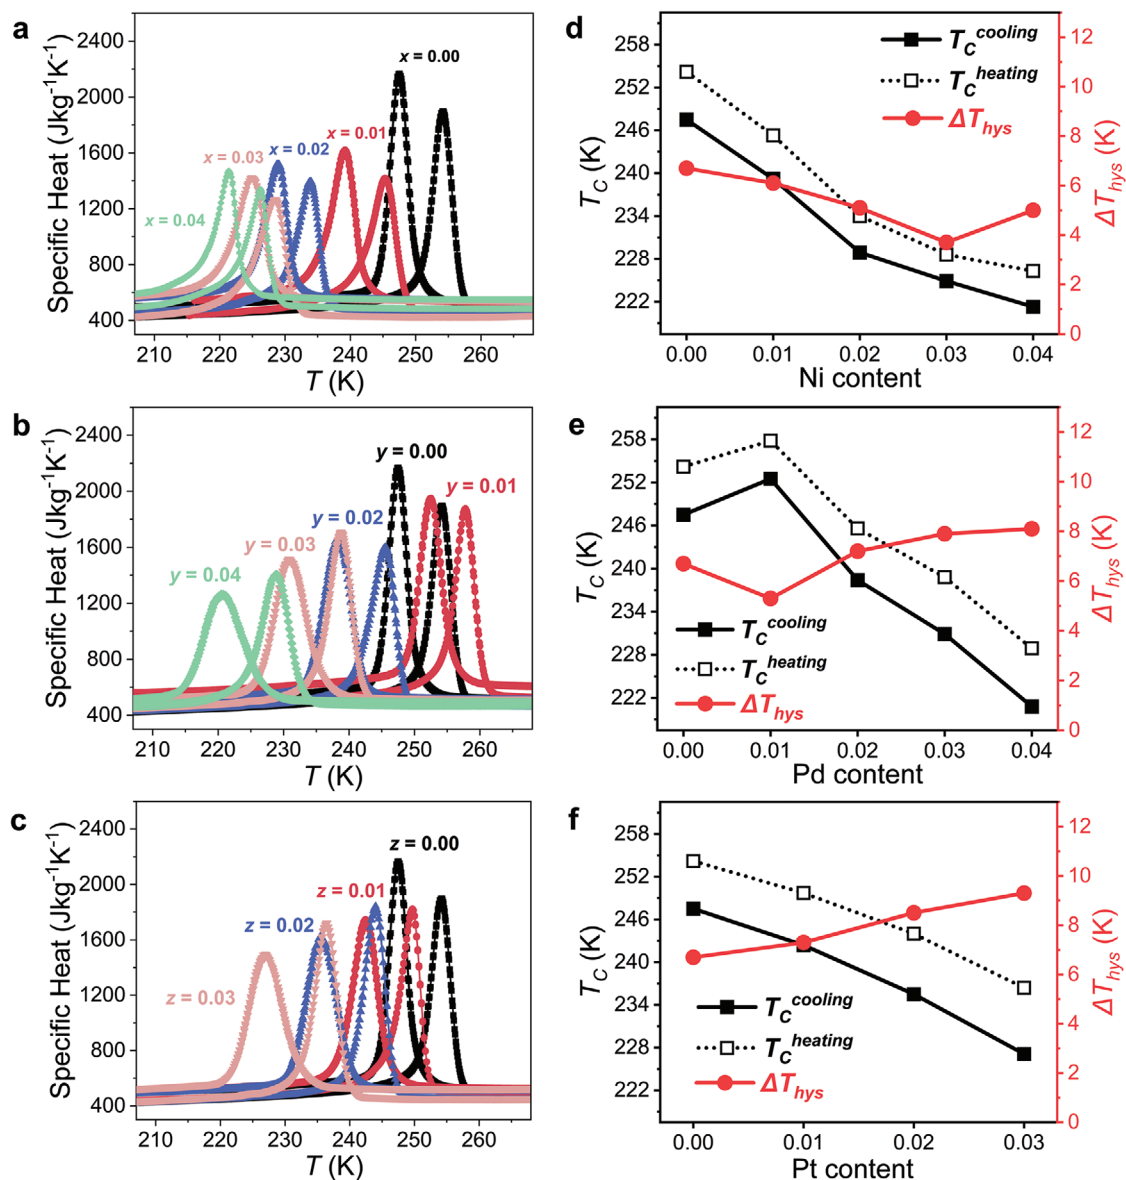 a
Specific Heat (Jkg⁻¹K⁻¹)
2400
2000
1600
1200
800
400
x = 0.00
x = 0.01
x = 0.02
x = 0.03
x = 0.04
210 220 230 240 250 260
T (K)
d
T_C (K)
258
252
246
240
234
228
222
T_C^cooling
T_C^heating
ΔT_hys
12
10
8
6
4
2
0
ΔT_hys (K)
0.00 0.01 0.02 0.03 0.04
Ni content
b
Specific Heat (Jkg⁻¹K⁻¹)
2400
2000
1600
1200
800
400
y = 0.00
y = 0.01
y = 0.02
y = 0.03
y = 0.04
210 220 230 240 250 260
T (K)
e
T_C (K)
258
252
246
240
234
228
222
T_C^cooling
T_C^heating
ΔT_hys
12
10
8
6
4
2
0
ΔT_hys (K)
0.00 0.01 0.02 0.03 0.04
Pd content
c
Specific Heat (Jkg⁻¹K⁻¹)
2400
2000
1600
1200
800
400
z = 0.00
z = 0.01
z = 0.02
z = 0.03
210 220 230 240 250 260
T (K)
f
T_C (K)
258
252
246
240
234
228
222
T_C^cooling
T_C^heating
ΔT_hys
12
10
8
6
4
2
0
ΔT_hys (K)
0.00 0.01 0.02 0.03
Pt content